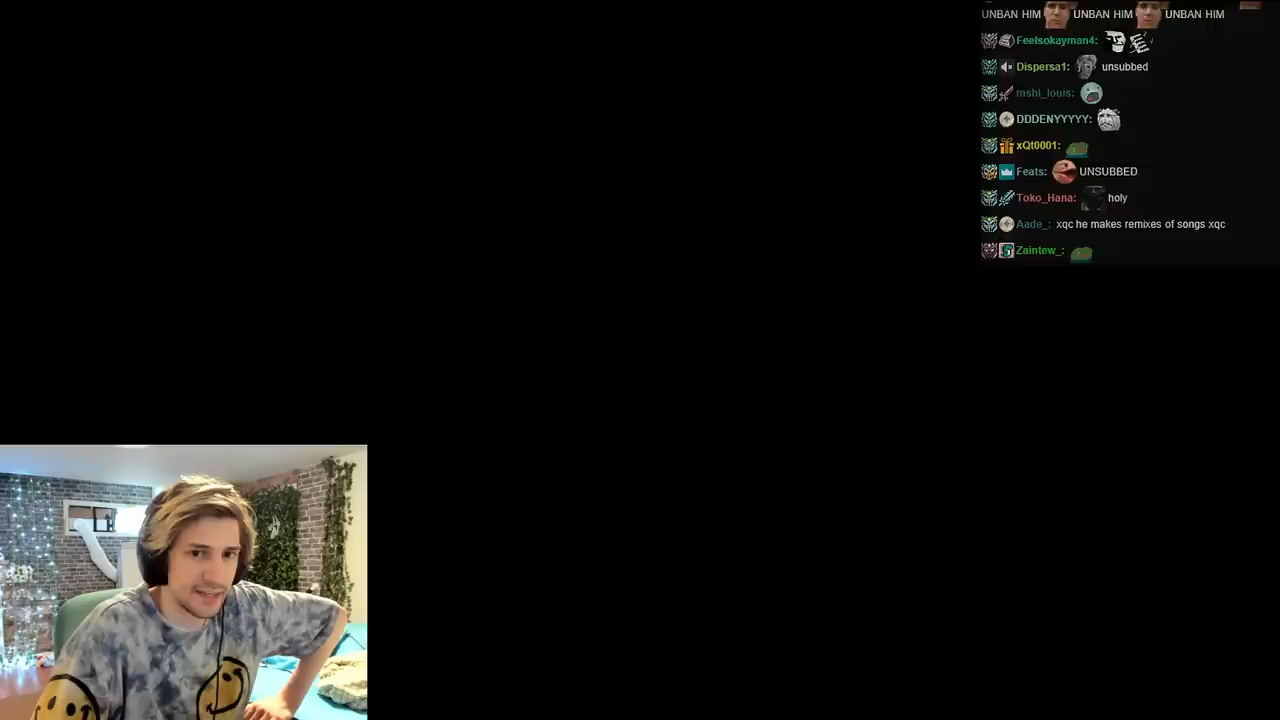 UNBAN HIM UNBAN HIM UNBAN HIM
Feelsokayman4:
Dispersa1: unsubbed
mshi_louis:
DDDENYYYYY:
xQt0001:
Feats: UNSUBBED
Toko_Hana: holy
Aade_: xqc he makes remixes of songs xqc
Zaintew_: